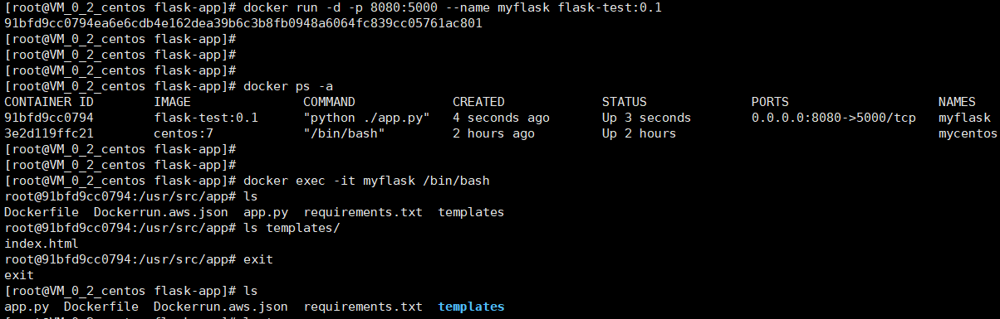 [root@VM_0_2_centos flask-app]# docker run -d -p 8080:5000 --name myflask flask-test:0.1
91bfd9cc0794ea6e6cdb4e162dea39b6c3b8fb0948a6064fc839cc05761ac801
[root@VM_0_2_centos flask-app]#
[root@VM_0_2_centos flask-app]#
[root@VM_0_2_centos flask-app]#
[root@VM_0_2_centos flask-app]# docker ps -a
CONTAINER ID        IMAGE               COMMAND             CREATED             STATUS              PORTS                    NAMES
91bfd9cc0794        flask-test:0.1      "python ./app.py"   4 seconds ago       Up 3 seconds        0.0.0.0:8080->5000/tcp   myflask
3e2d119ffc21        centos:7            "/bin/bash"         2 hours ago         Up 2 hours                                   mycentos
[root@VM_0_2_centos flask-app]#
[root@VM_0_2_centos flask-app]#
[root@VM_0_2_centos flask-app]# docker exec -it myflask /bin/bash
root@91bfd9cc0794:/usr/src/app# ls
Dockerfile  Dockerrun.aws.json  app.py  requirements.txt  templates
root@91bfd9cc0794:/usr/src/app# ls templates/
index.html
root@91bfd9cc0794:/usr/src/app# exit
exit
[root@VM_0_2_centos flask-app]# ls
app.py  Dockerfile  Dockerrun.aws.json  requirements.txt  templates